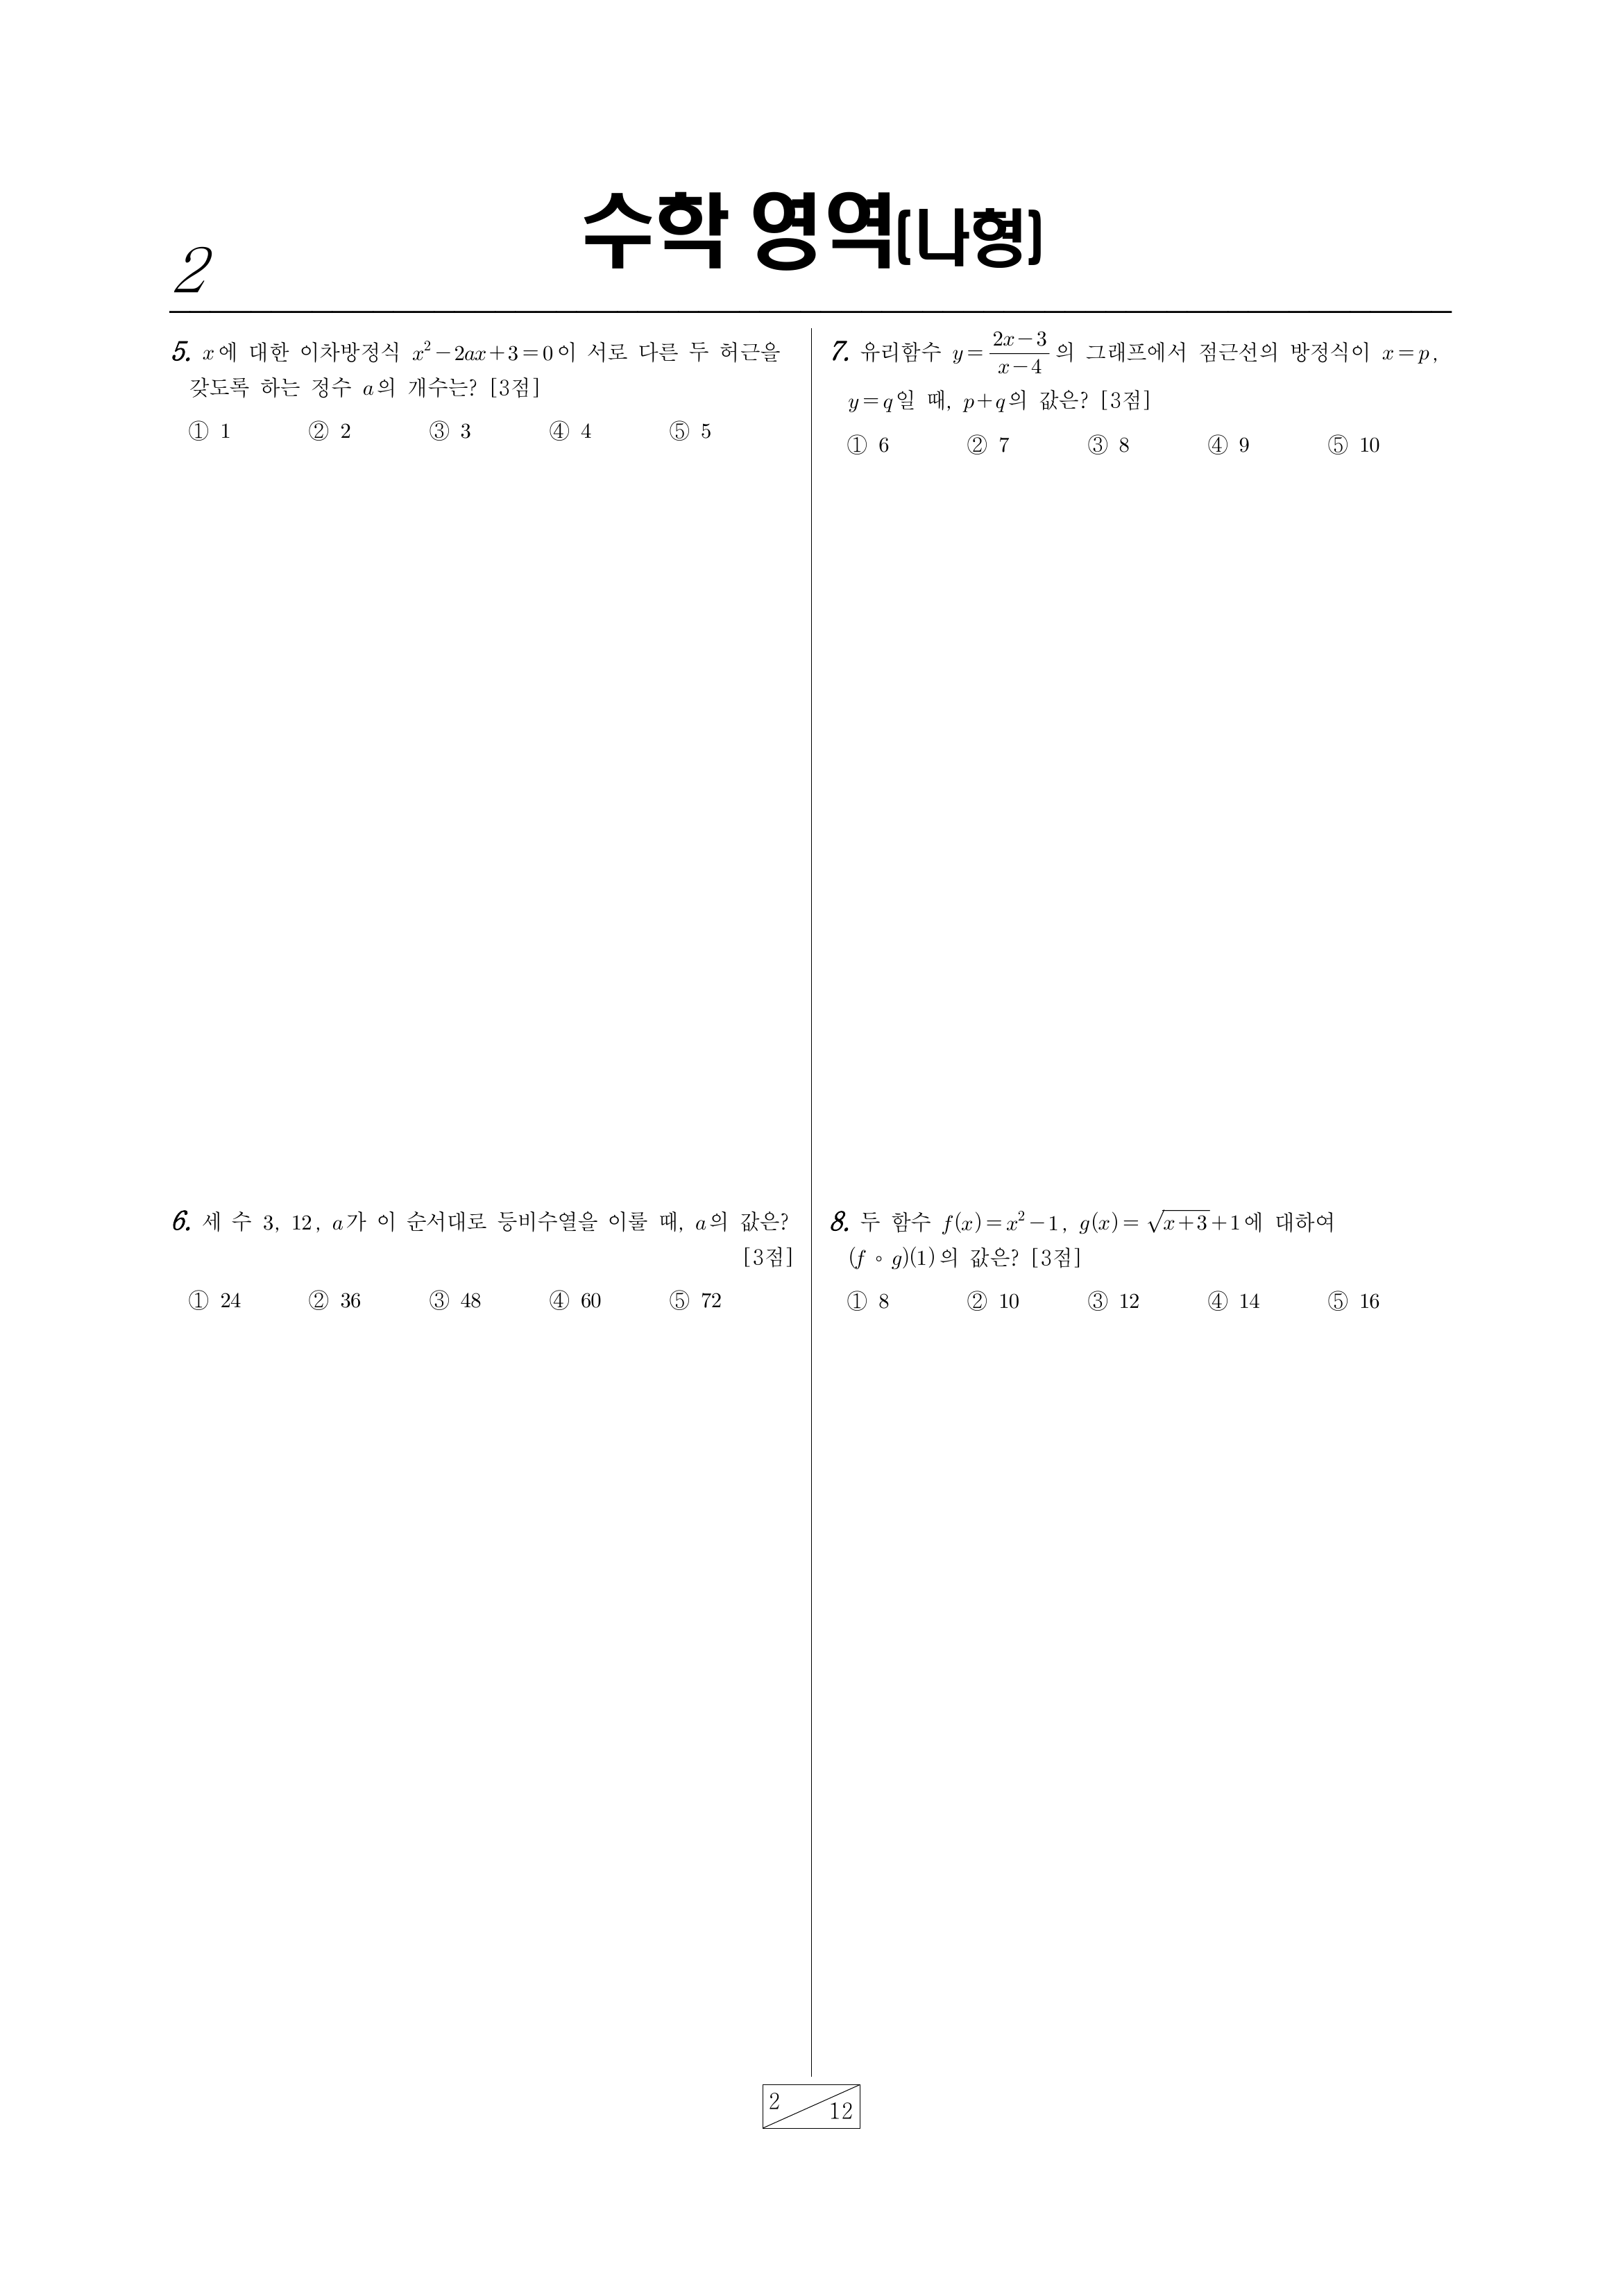 2
수학 영역(나형)
5. x에 대한 이차방정식 x²−2ax+3=0이 서로 다른 두 허근을
갖도록 하는 정수 a의 개수는? [3점]
① 1 ② 2 ③ 3 ④ 4 ⑤ 5
6. 세 수 3, 12, a가 이 순서대로 등비수열을 이룰 때, a의 값은?
[3점]
① 24 ② 36 ③ 48 ④ 60 ⑤ 72
7. 유리함수 y=\frac{2x−3}{x−4}의 그래프에서 점근선의 방정식이 x=p,
y=q일 때, p+q의 값은? [3점]
① 6 ② 7 ③ 8 ④ 9 ⑤ 10
8. 두 함수 f(x)=x²−1, g(x)=√(x+3)+1에 대하여
(f∘g)(1)의 값은? [3점]
① 8 ② 10 ③ 12 ④ 14 ⑤ 16
2 12